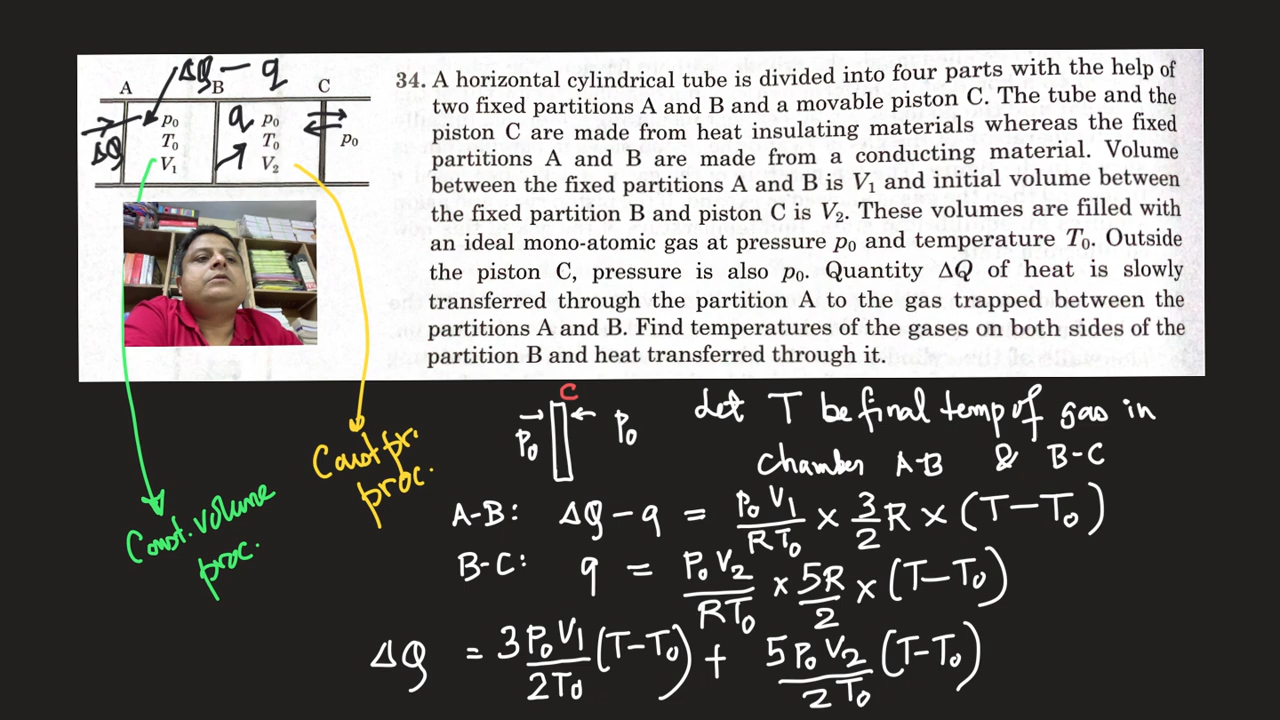 ΔQ − q
A B C
p₀ q p₀ p₀
T₀ T₀
ΔQ
V₁ V₂
34. A horizontal cylindrical tube is divided into four parts with the help of
two fixed partitions A and B and a movable piston C. The tube and the
piston C are made from heat insulating materials whereas the fixed
partitions A and B are made from a conducting material. Volume
between the fixed partitions A and B is V₁ and initial volume between
the fixed partition B and piston C is V₂. These volumes are filled with
an ideal mono-atomic gas at pressure p₀ and temperature T₀. Outside
the piston C, pressure is also p₀. Quantity ΔQ of heat is slowly
transferred through the partition A to the gas trapped between the
partitions A and B. Find temperatures of the gases on both sides of the
partition B and heat transferred through it.
Const. volume
proc.
Const pr.
proc.
C
P₀ P₀
Let T be final temp of gas in
chamber A-B & B-C
A-B: ΔQ − q = P₀V₁/RT₀ × 3/2 R × (T − T₀)
B-C: q = P₀V₂/RT₀ × 5R/2 × (T − T₀)
ΔQ = 3P₀V₁/2T₀ (T − T₀) + 5P₀V₂/2T₀ (T − T₀)